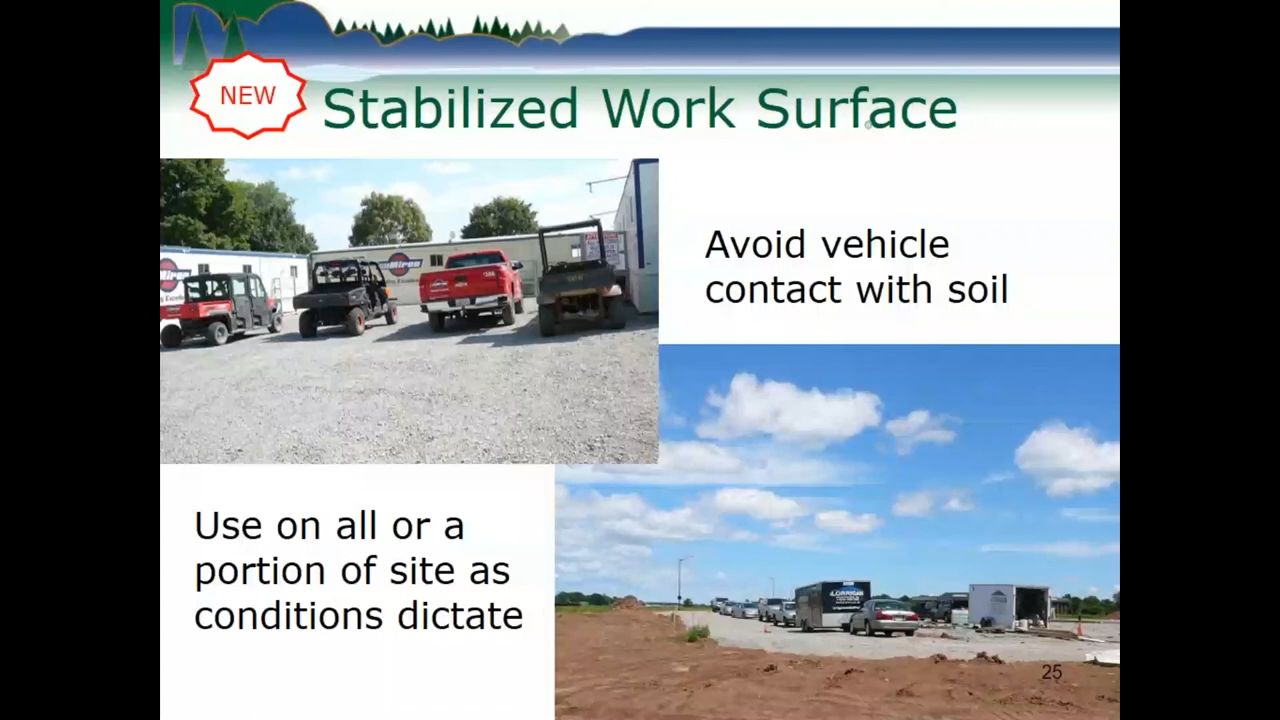 NEW
Stabilized Work Surface
Avoid vehicle
contact with soil
Use on all or a
portion of site as
conditions dictate
25